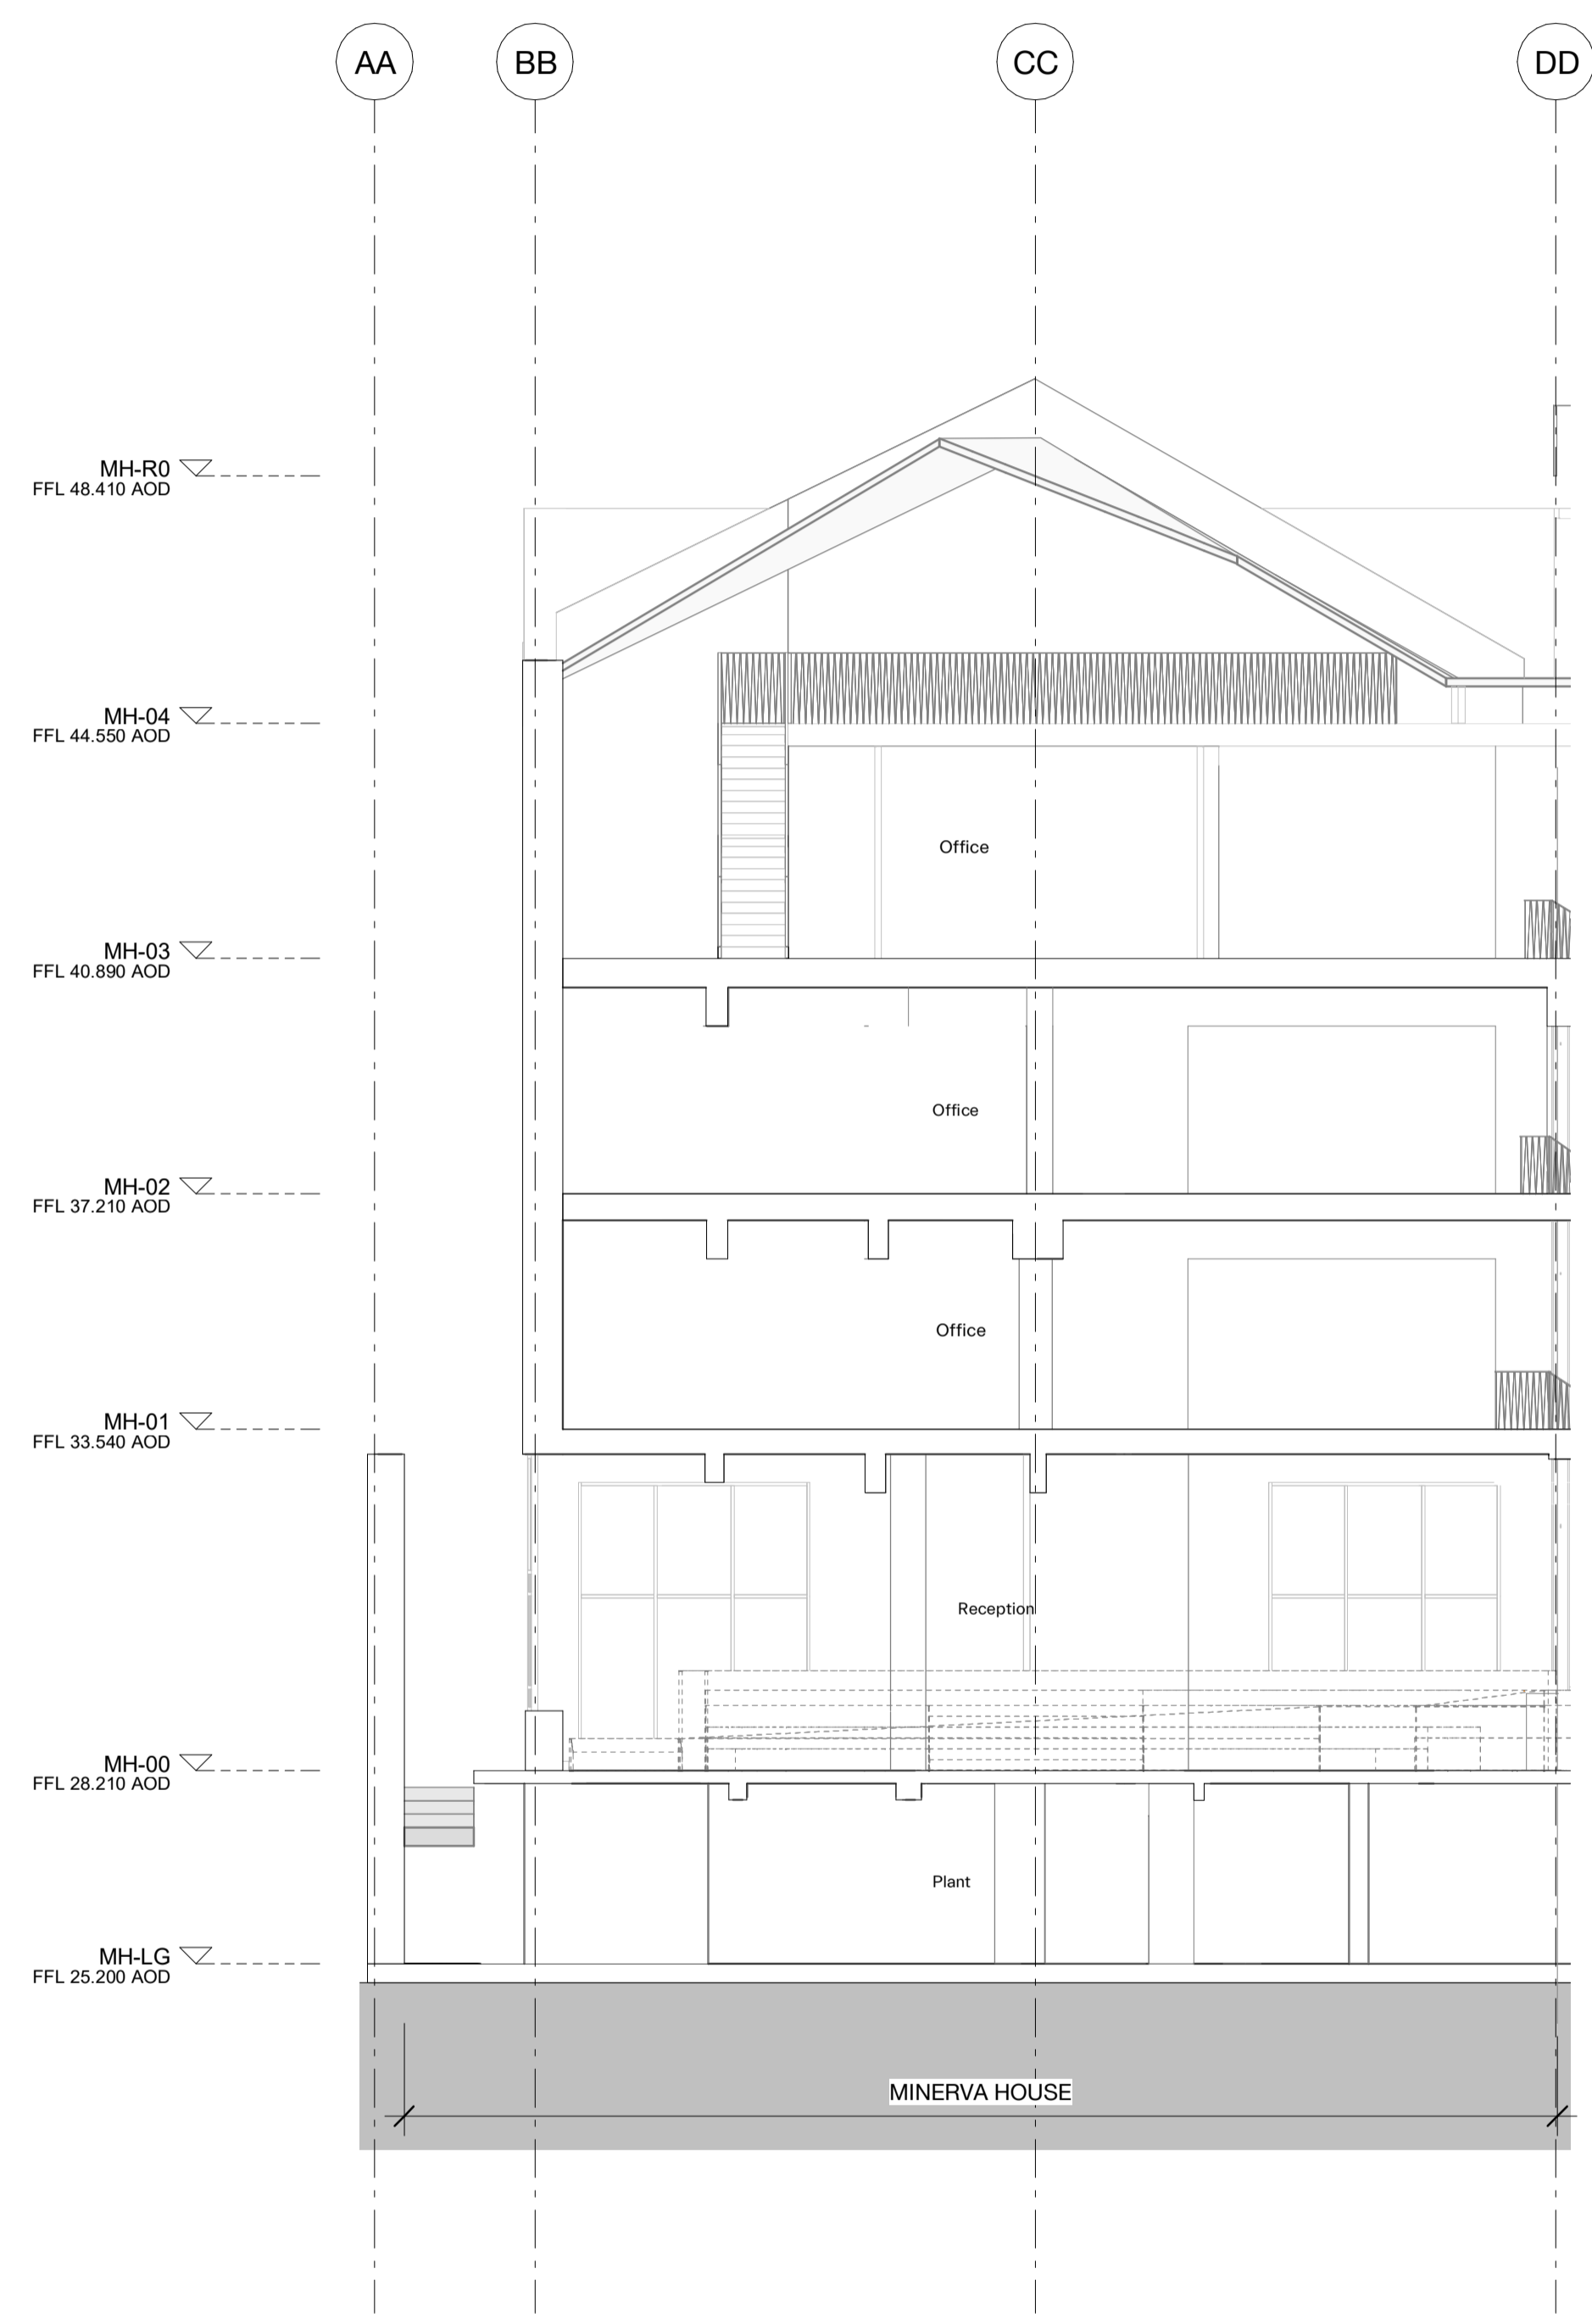 AA
BB
CC
DD
MH-R0
FFL 48.410 AOD
MH-04
FFL 44.550 AOD
Office
MH-03
FFL 40.890 AOD
Office
MH-02
FFL 37.210 AOD
Office
MH-01
FFL 33.540 AOD
Reception
MH-00
FFL 28.210 AOD
Plant
MH-LG
FFL 25.200 AOD
MINERVA HOUSE